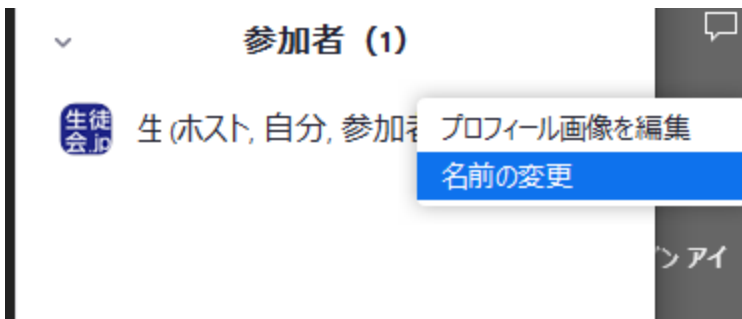 参加者（1）
生徒
会.jp
生 (ホスト, 自分, 参加
プロフィール画像を編集
名前の変更
アイ